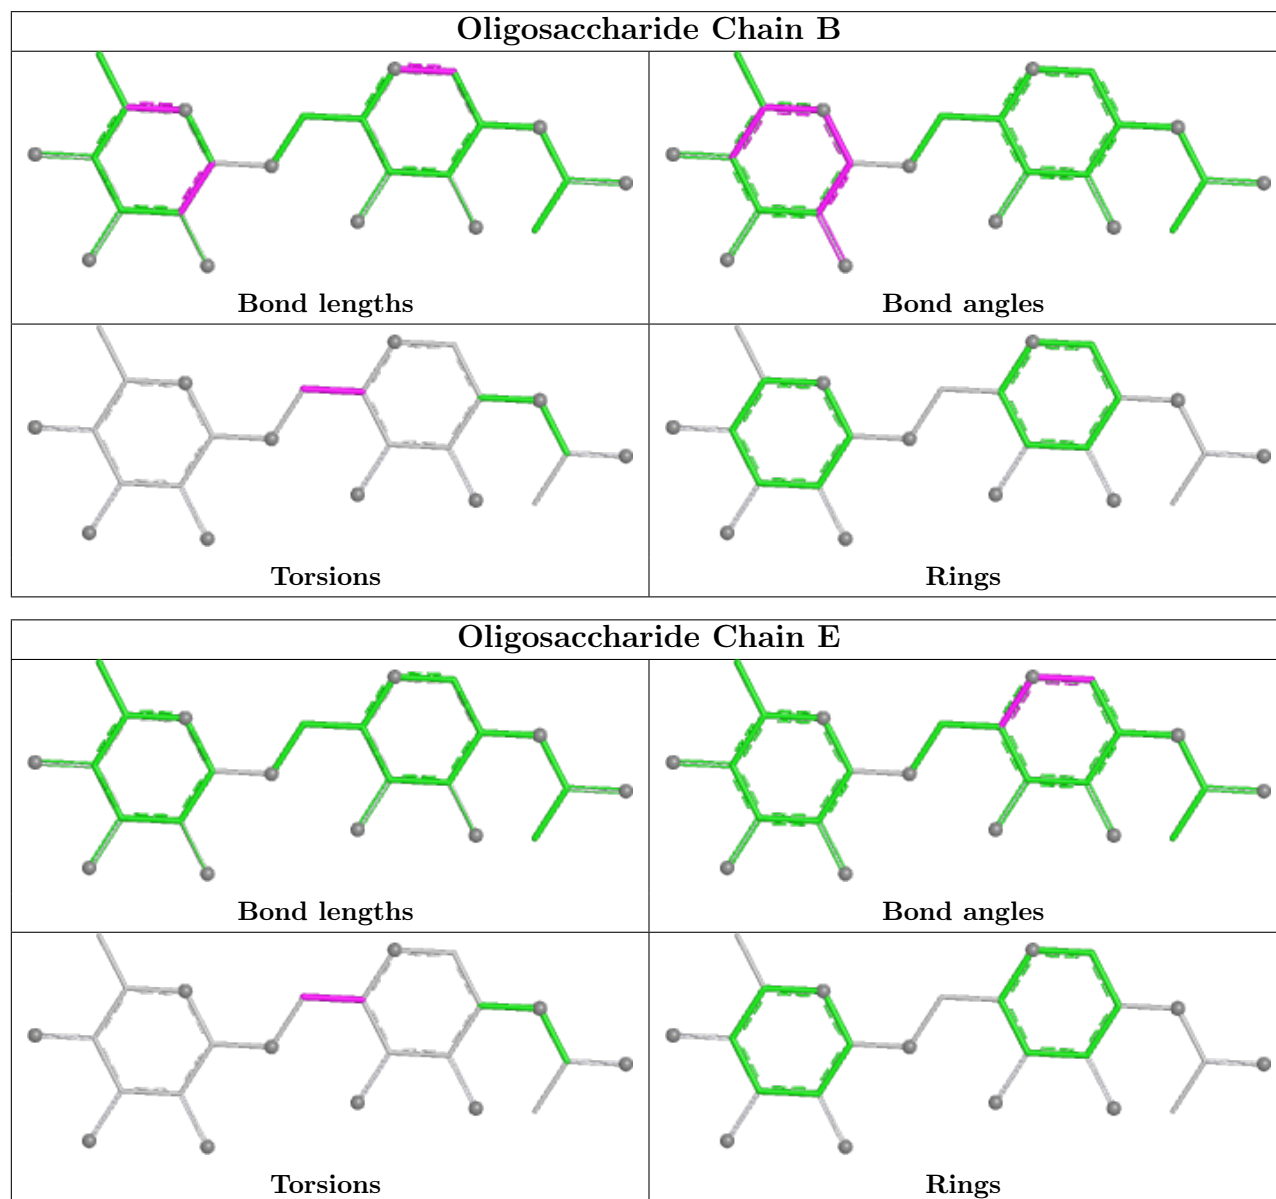 Oligosaccharide Chain B
Bond lengths
Bond angles
Torsions
Rings
Oligosaccharide Chain E
Bond lengths
Bond angles
Torsions
Rings